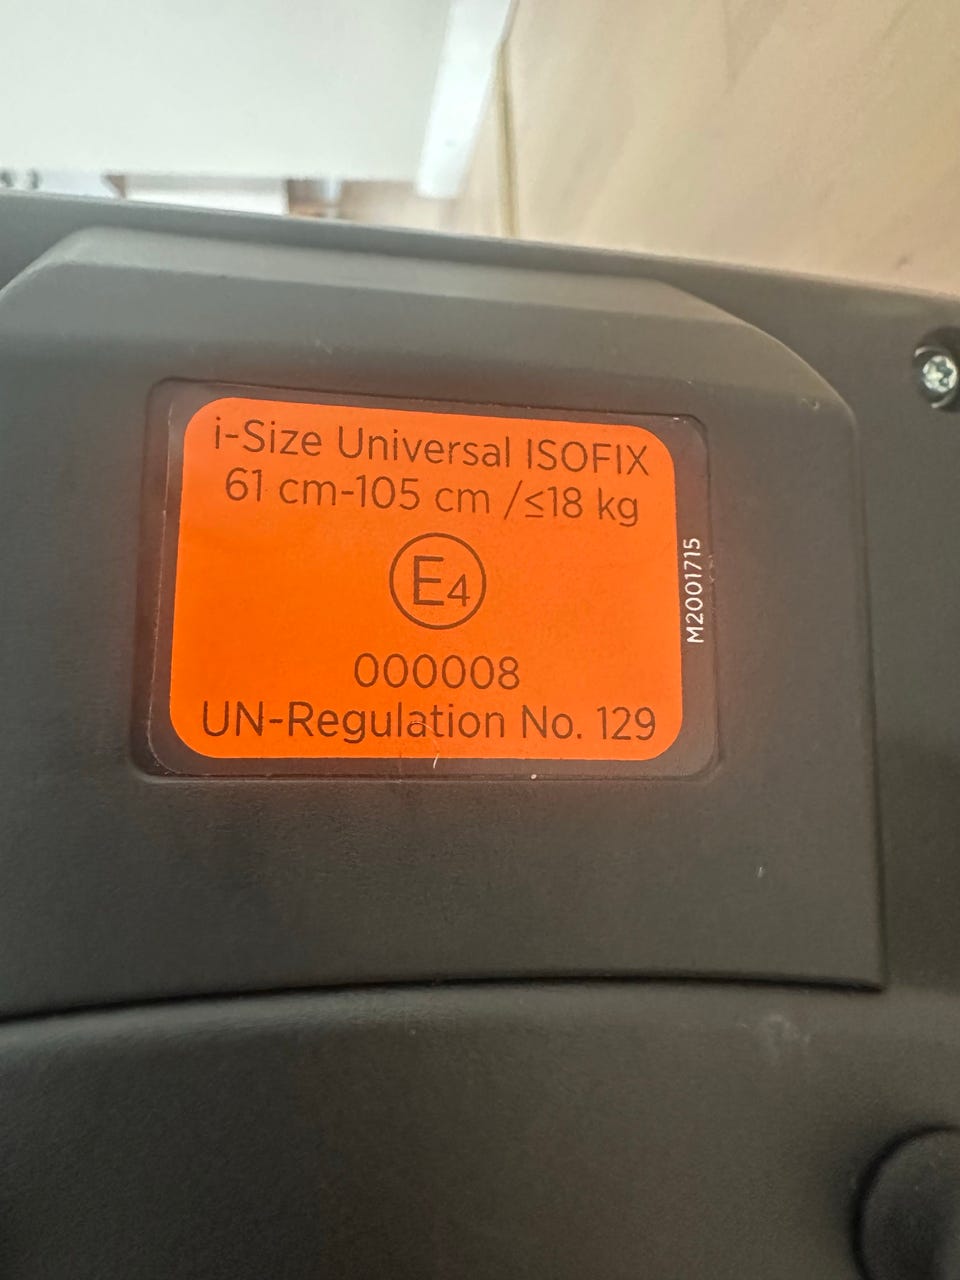 i-Size Universal ISOFIX
61 cm-105 cm /≤18 kg
E4
000008
UN-Regulation No. 129
M2001715